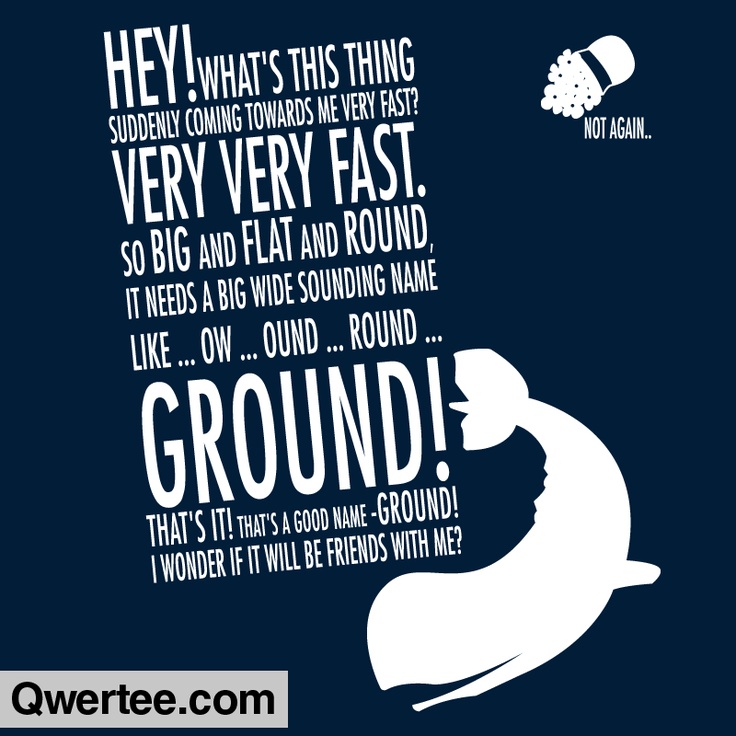 HEY! WHAT'S THIS THING
SUDDENLY COMING TOWARDS ME VERY FAST?
VERY VERY FAST.
SO BIG AND FLAT AND ROUND,
IT NEEDS A BIG WIDE SOUNDING NAME
LIKE ... OW ... OUND ... ROUND ...
GROUND!
THAT'S IT! THAT'S A GOOD NAME -GROUND!
I WONDER IF IT WILL BE FRIENDS WITH ME?
NOT AGAIN..
Qwertee.com